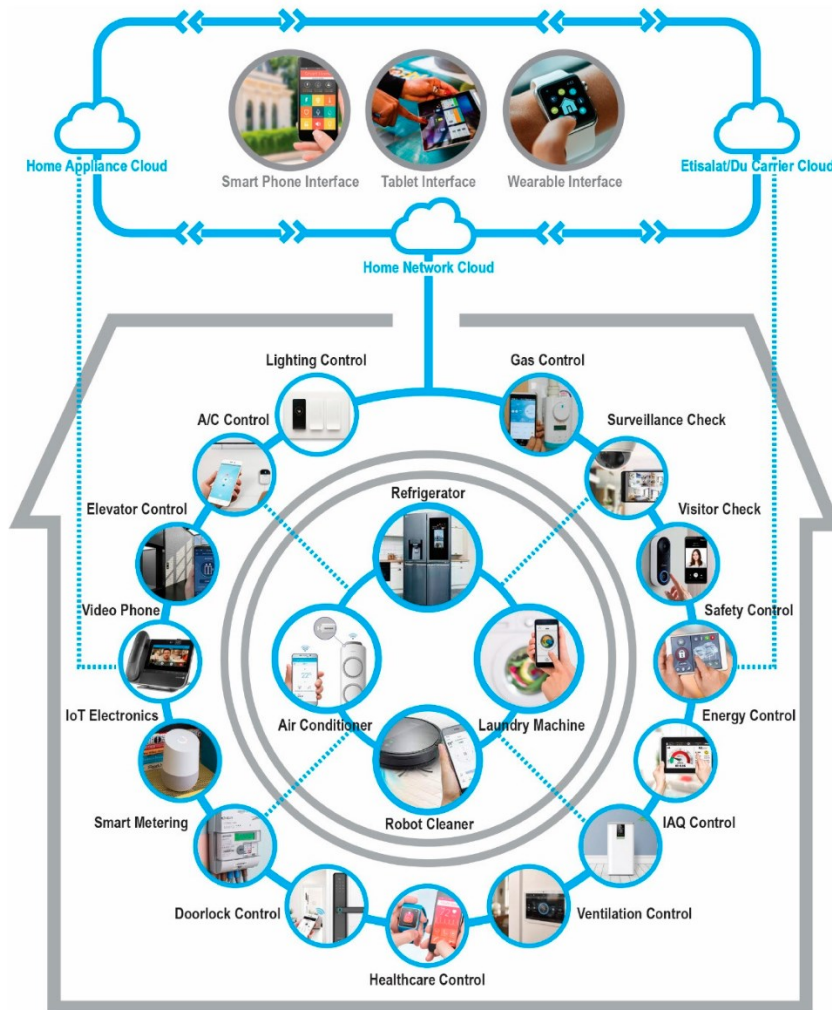 Home Appliance Cloud
Smart Phone Interface
Tablet Interface
Wearable Interface
Etisalat/Du Carrier Cloud
Home Network Cloud
Lighting Control
Gas Control
A/C Control
Surveillance Check
Elevator Control
Refrigerator
Visitor Check
Video Phone
Safety Control
IoT Electronics
Air Conditioner
Laundry Machine
Energy Control
Smart Metering
Robot Cleaner
IAQ Control
Doorlock Control
Ventilation Control
Healthcare Control